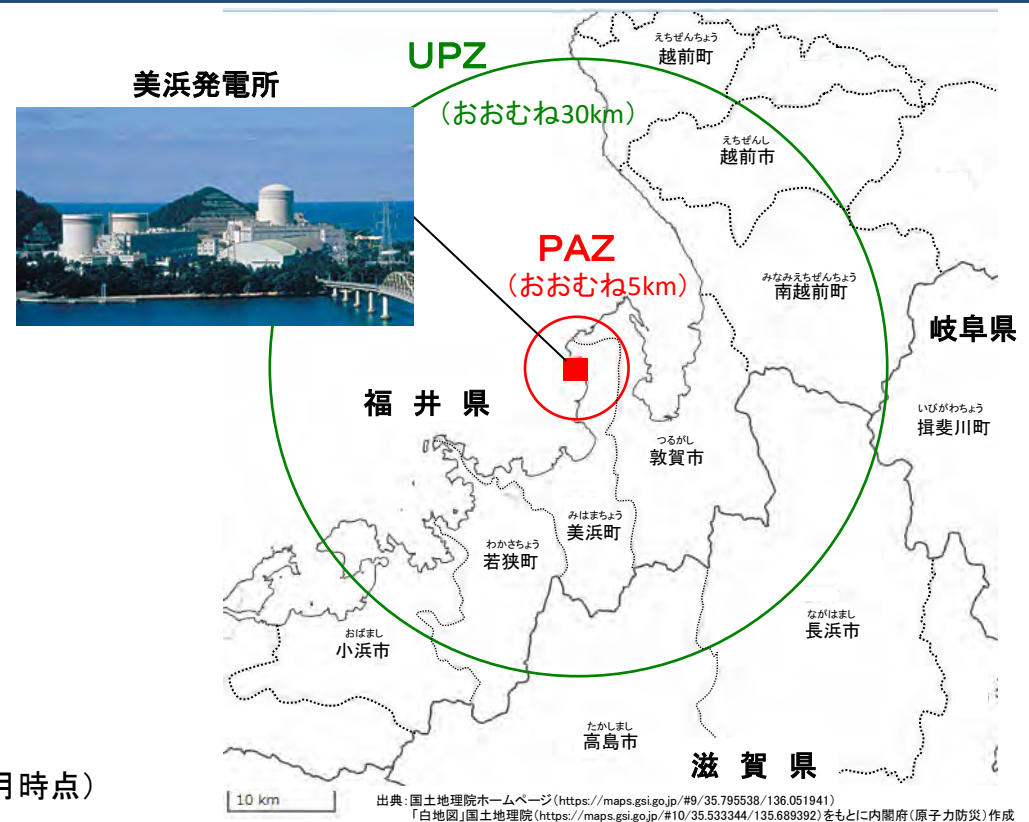 UPZ
(おおむね30km)
美浜発電所
えちぜんちょう
越前町
えちぜんし
越前市
PAZ
(おおむね5km)
みなみえちぜんちょう
南越前町
岐阜県
福井県
いびがわちょう
揖斐川町
つるがし
敦賀市
みはまちょう
美浜町
わかさちょう
若狭町
おばまし
小浜市
ながはまし
長浜市
たかしまし
高島市
滋賀県
月時点)
10 km
出典:国土地理院ホームページ(https://maps.gsi.go.jp/#9/35.795538/136.051941)
「白地図」国土地理院(https://maps.gsi.go.jp/#10/35.533344/135.689392)をもとに内閣府(原子力防災)作成